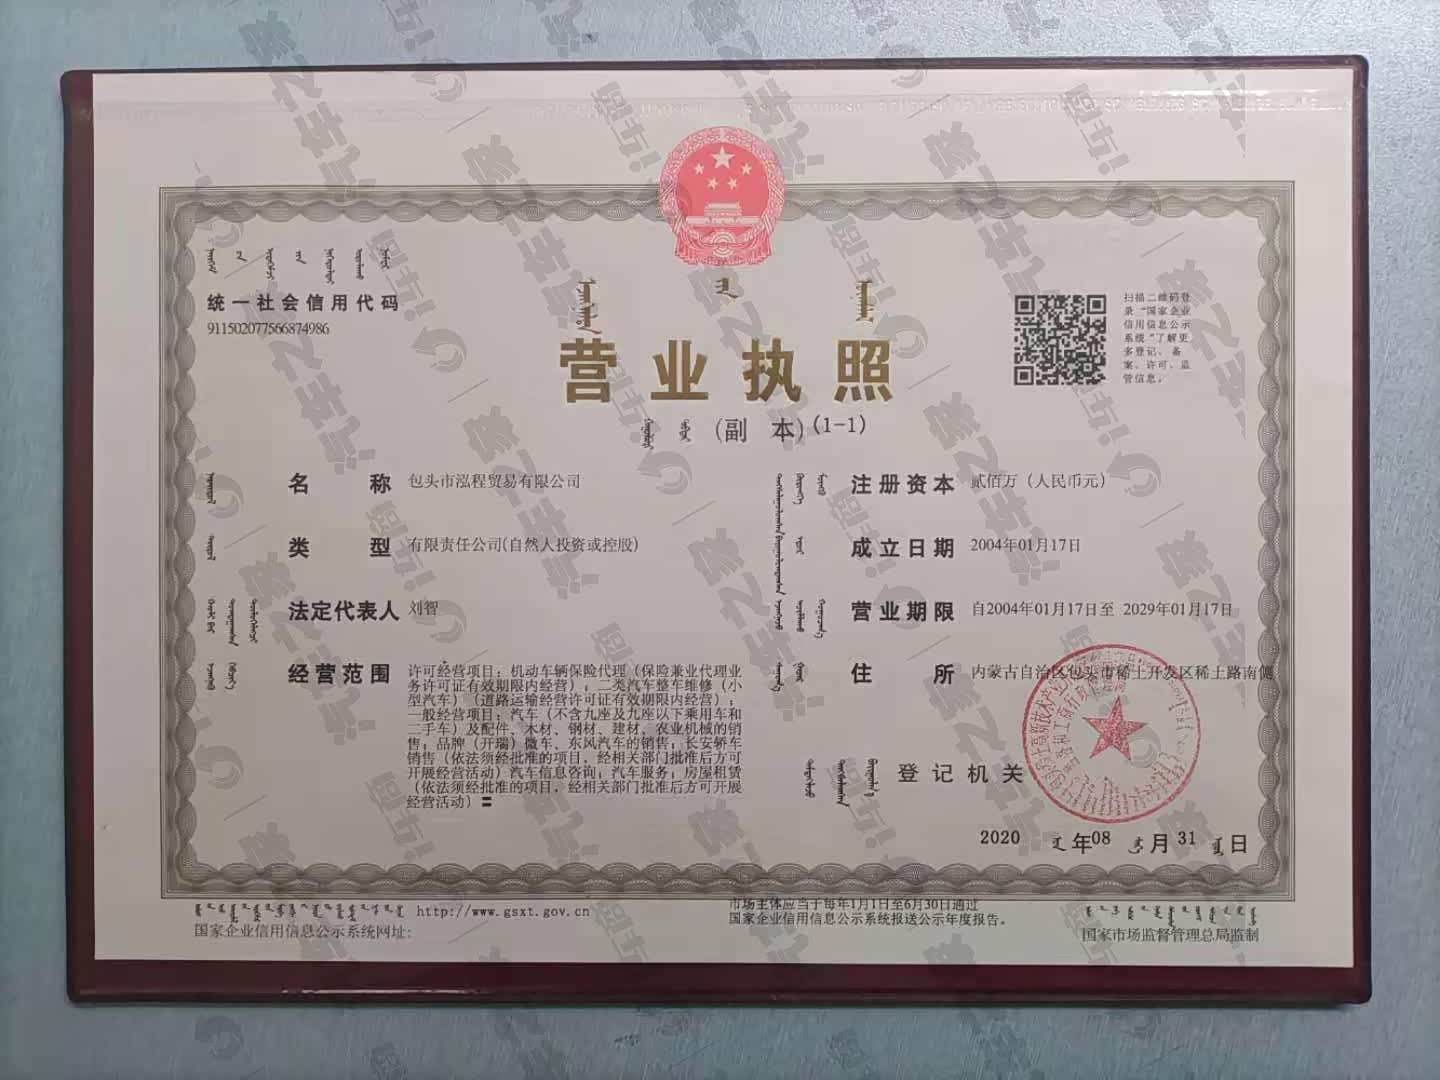 统一社会信用代码
911502077566874986
扫描二维码登
录“国家企业
信用信息公示
系统”了解更
多登记、备
案、许可、监
管信息。
营业执照
(副 本)(1-1)
名 称 包头市泓程贸易有限公司
类 型 有限责任公司(自然人投资或控股)
法定代表人 刘智
经营范围 许可经营项目：机动车辆保险代理（保险兼业代理业
务许可证有效期限内经营）；二类汽车整车维修（小
型汽车）（道路运输经营许可证有效期限内经营）；
一般经营项目：汽车（不含九座及九座以下乘用车和
二手车）及配件、木材、钢材、建材、农业机械的销
售；品牌（开瑞）微车、东风汽车的销售；长安轿车
销售（依法须经批准的项目，经相关部门批准后方可
开展经营活动）汽车信息咨询；汽车服务；房屋租赁
（依法须经批准的项目，经相关部门批准后方可开展
经营活动）〓
注册资本 贰佰万（人民币元）
成立日期 2004年01月17日
营业期限 自2004年01月17日至 2029年01月17日
住 所 内蒙古自治区包头市稀土开发区稀土路南侧
登记机关
2020 年08 月31 日
http://www.gsxt.gov.cn
国家企业信用信息公示系统网址:
市场主体应当于每年1月1日至6月30日通过
国家企业信用信息公示系统报送公示年度报告。
国家市场监督管理总局监制
汽车之家